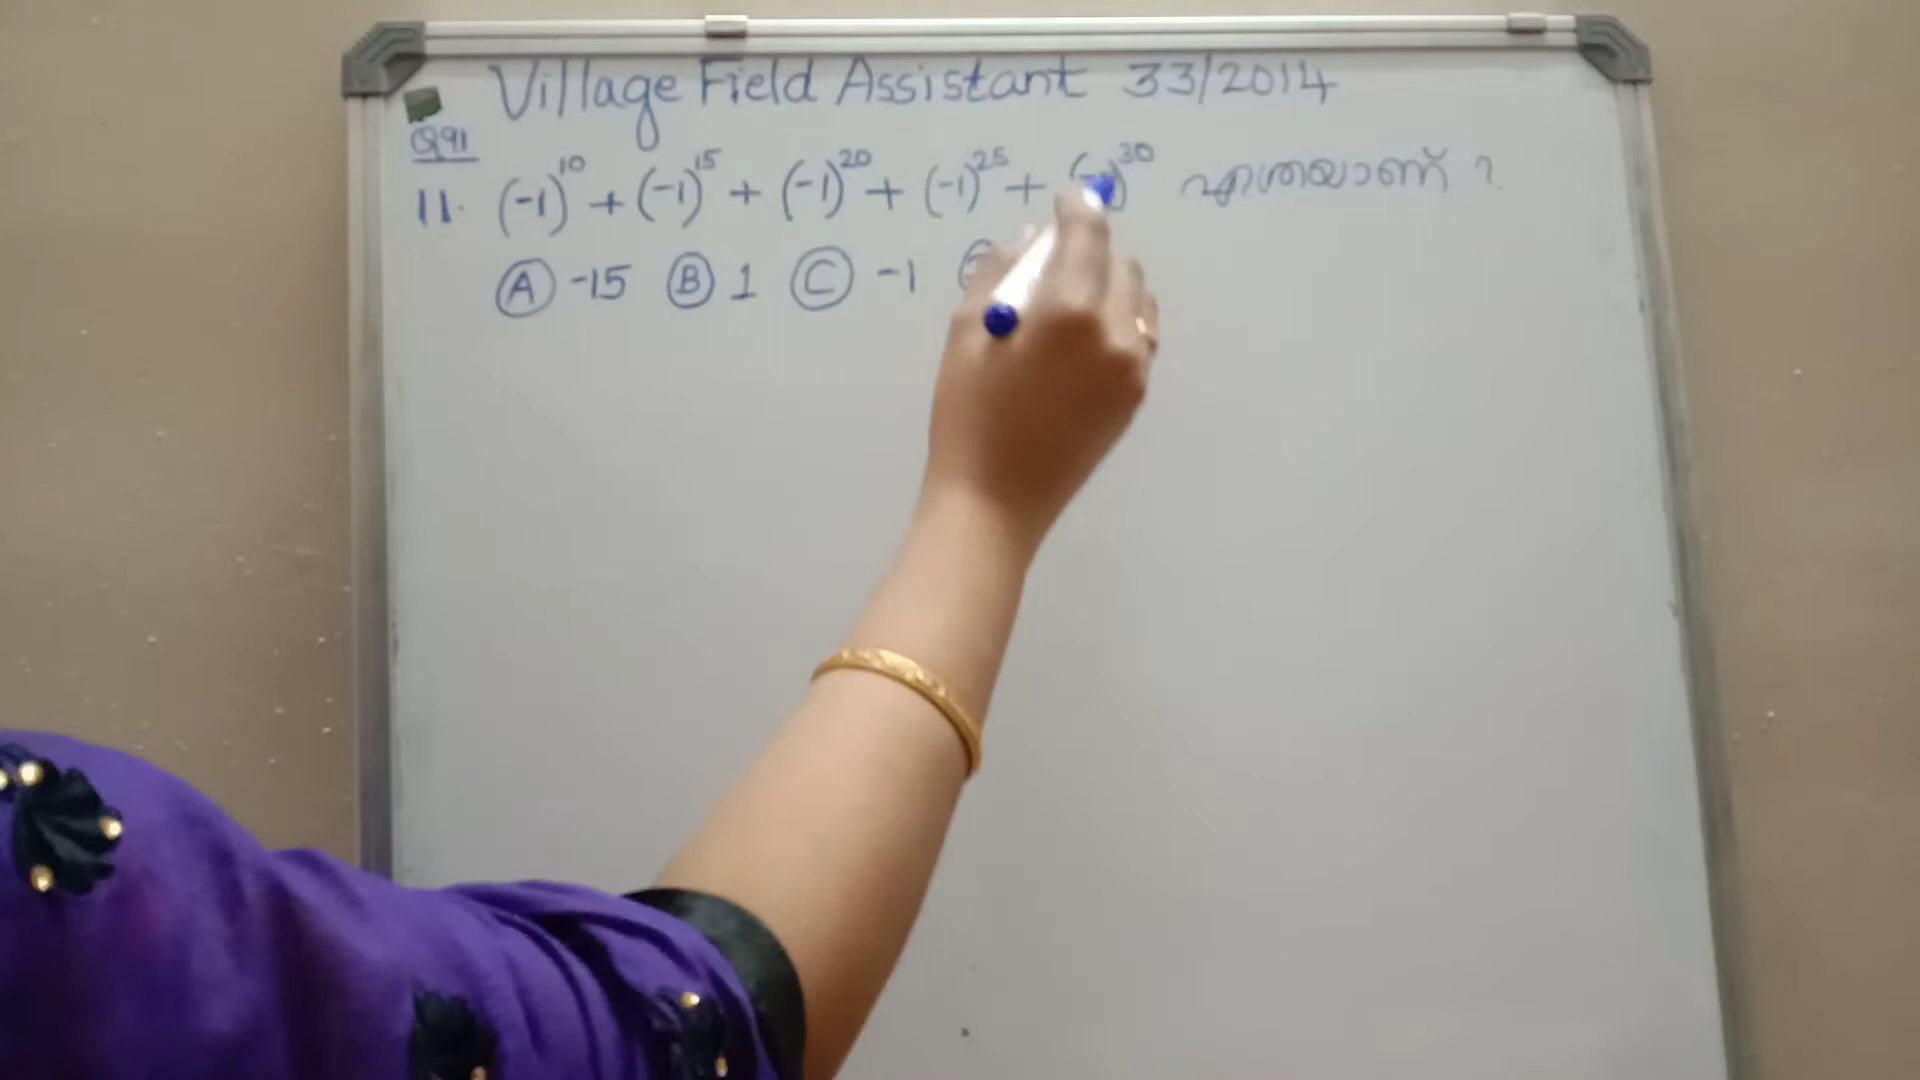 Village Field Assistant 33/2014
Q91
11. (-1)^10 + (-1)^15 + (-1)^20 + (-1)^25 + (-1)^30 എത്രയാണ് ?
Ⓐ -15 Ⓑ 1 Ⓒ -1